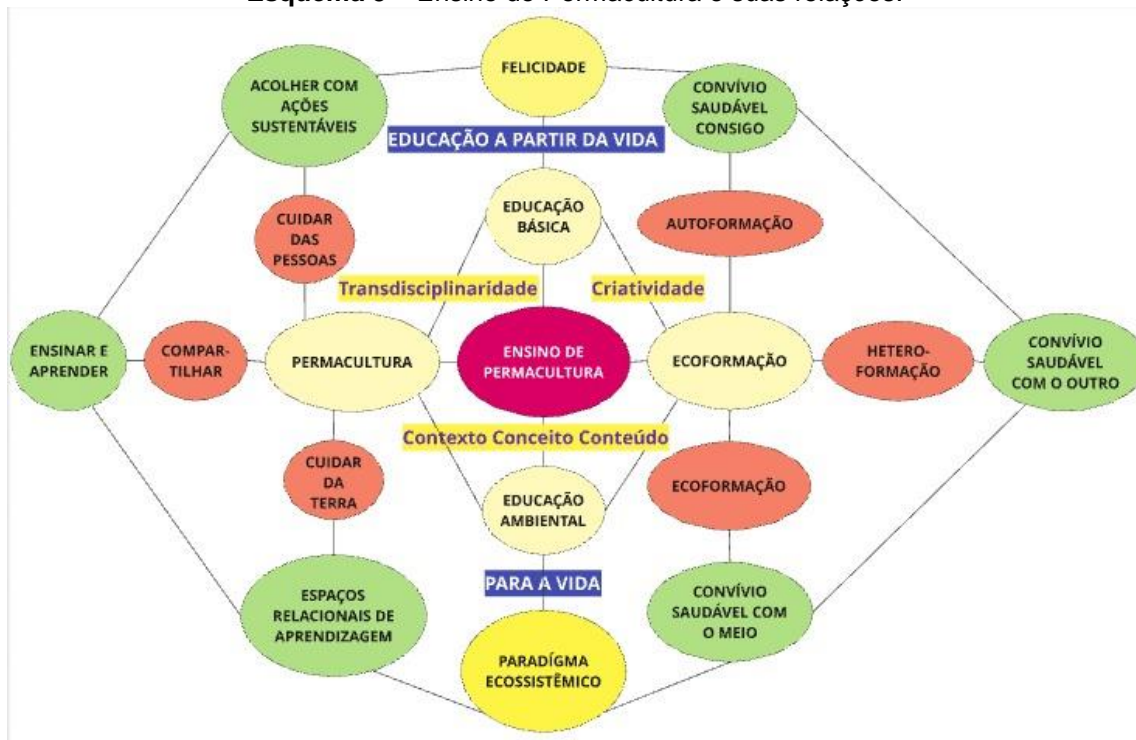 Esquema 3 – Ensino de Permacultura e suas relações.
FELICIDADE
ACOLHER COM
AÇÕES
SUSTENTÁVEIS
CONVÍVIO
SAUDÁVEL
CONSIGO
EDUCAÇÃO A PARTIR DA VIDA
CUIDAR
DAS
PESSOAS
EDUCAÇÃO
BÁSICA
AUTOFORMAÇÃO
Transdisciplinaridade
Criatividade
ENSINAR E
APRENDER
COMPAR-
TILHAR
PERMACULTURA
ENSINO DE
PERMACULTURA
ECOFORMAÇÃO
HETERO-
FORMAÇÃO
CONVÍVIO
SAUDÁVEL
COM O OUTRO
Contexto Conceito Conteúdo
CUIDAR
DA
TERRA
EDUCAÇÃO
AMBIENTAL
ECOFORMAÇÃO
PARA A VIDA
ESPAÇOS
RELACIONAIS DE
APRENDIZAGEM
CONVÍVIO
SAUDÁVEL COM
O MEIO
PARADÍGMA
ECOSSISTÊMICO